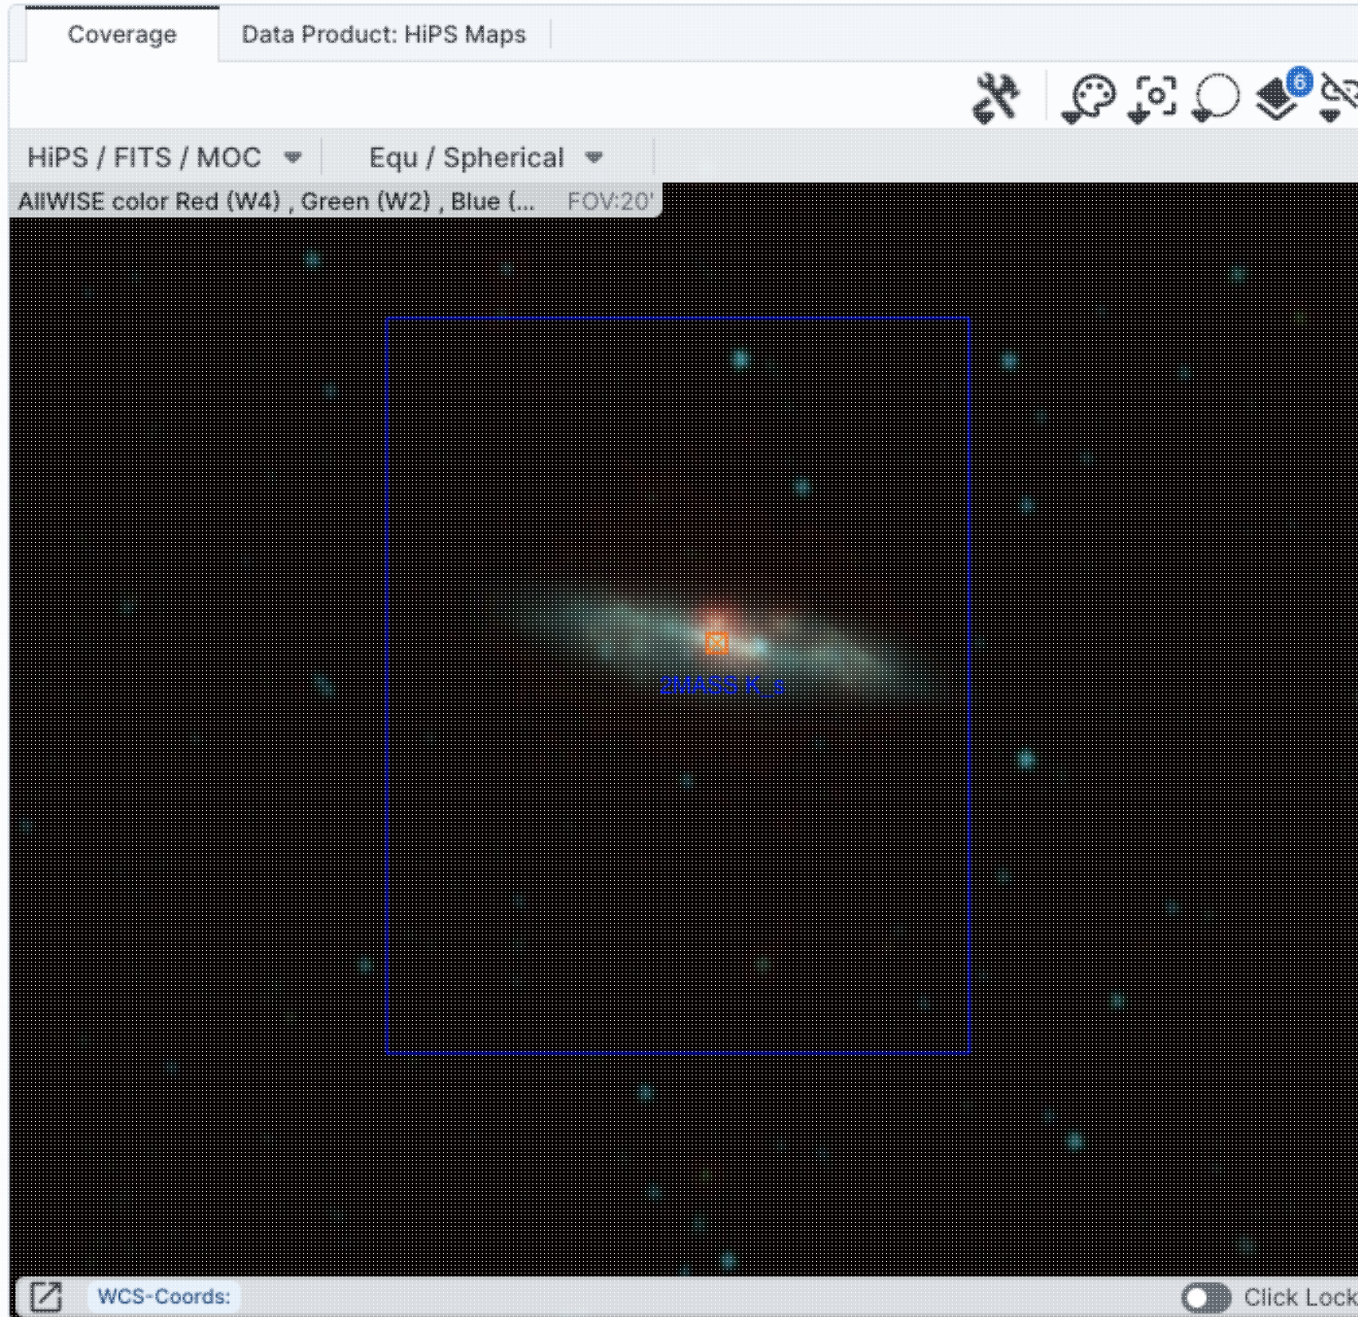 Coverage Data Product: HiPS Maps
6
HiPS / FITS / MOC Equ / Spherical
AllWISE color Red (W4) , Green (W2) , Blue (... FOV:20'
2MASS K_s
WCS-Coords: Click Lock